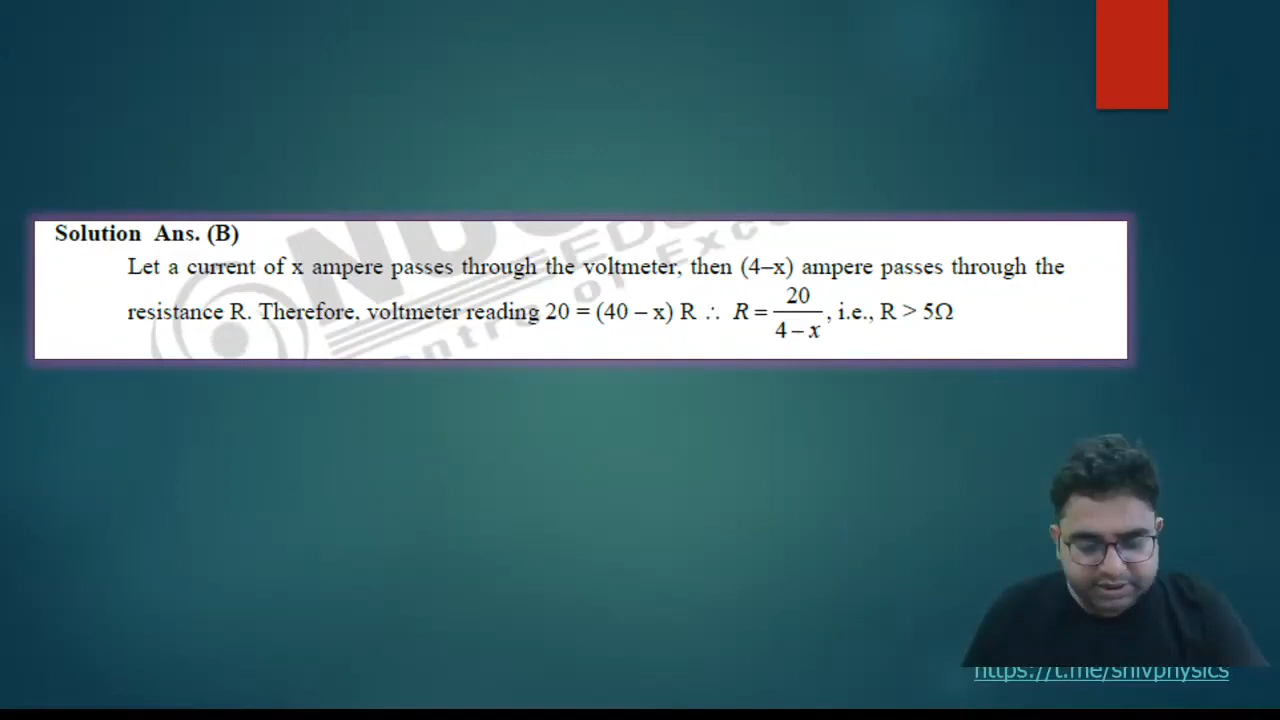 Solution Ans. (B)
Let a current of x ampere passes through the voltmeter, then (4–x) ampere passes through the
resistance R. Therefore, voltmeter reading 20 = (40 – x) R ∴ R = 20/(4 – x), i.e., R > 5Ω
https://t.me/shivphysics